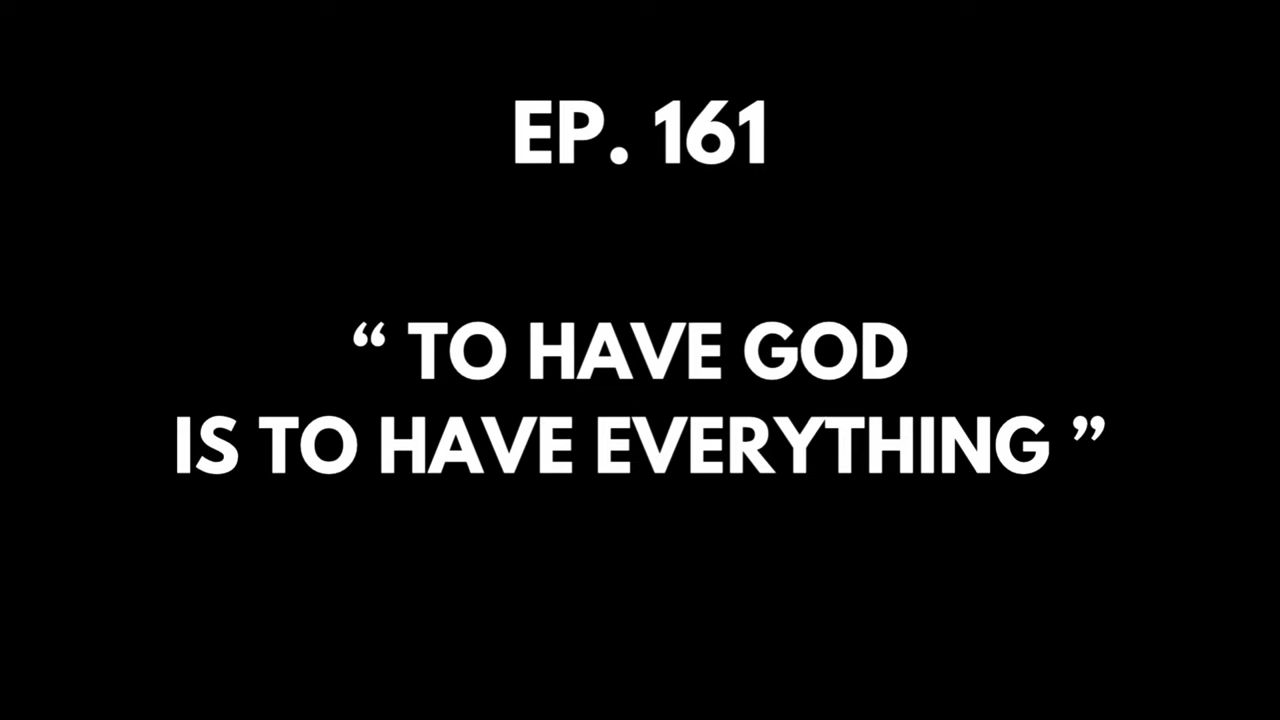 EP. 161
“ TO HAVE GOD
IS TO HAVE EVERYTHING ”